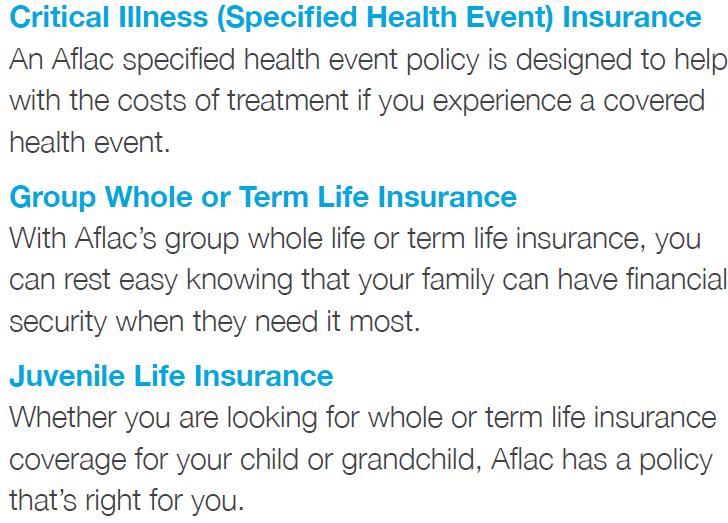 Critical Illness (Specified Health Event) Insurance
An Aflac specified health event policy is designed to help
with the costs of treatment if you experience a covered
health event.
Group Whole or Term Life Insurance
With Aflac’s group whole life or term life insurance, you
can rest easy knowing that your family can have financial
security when they need it most.
Juvenile Life Insurance
Whether you are looking for whole or term life insurance
coverage for your child or grandchild, Aflac has a policy
that’s right for you.